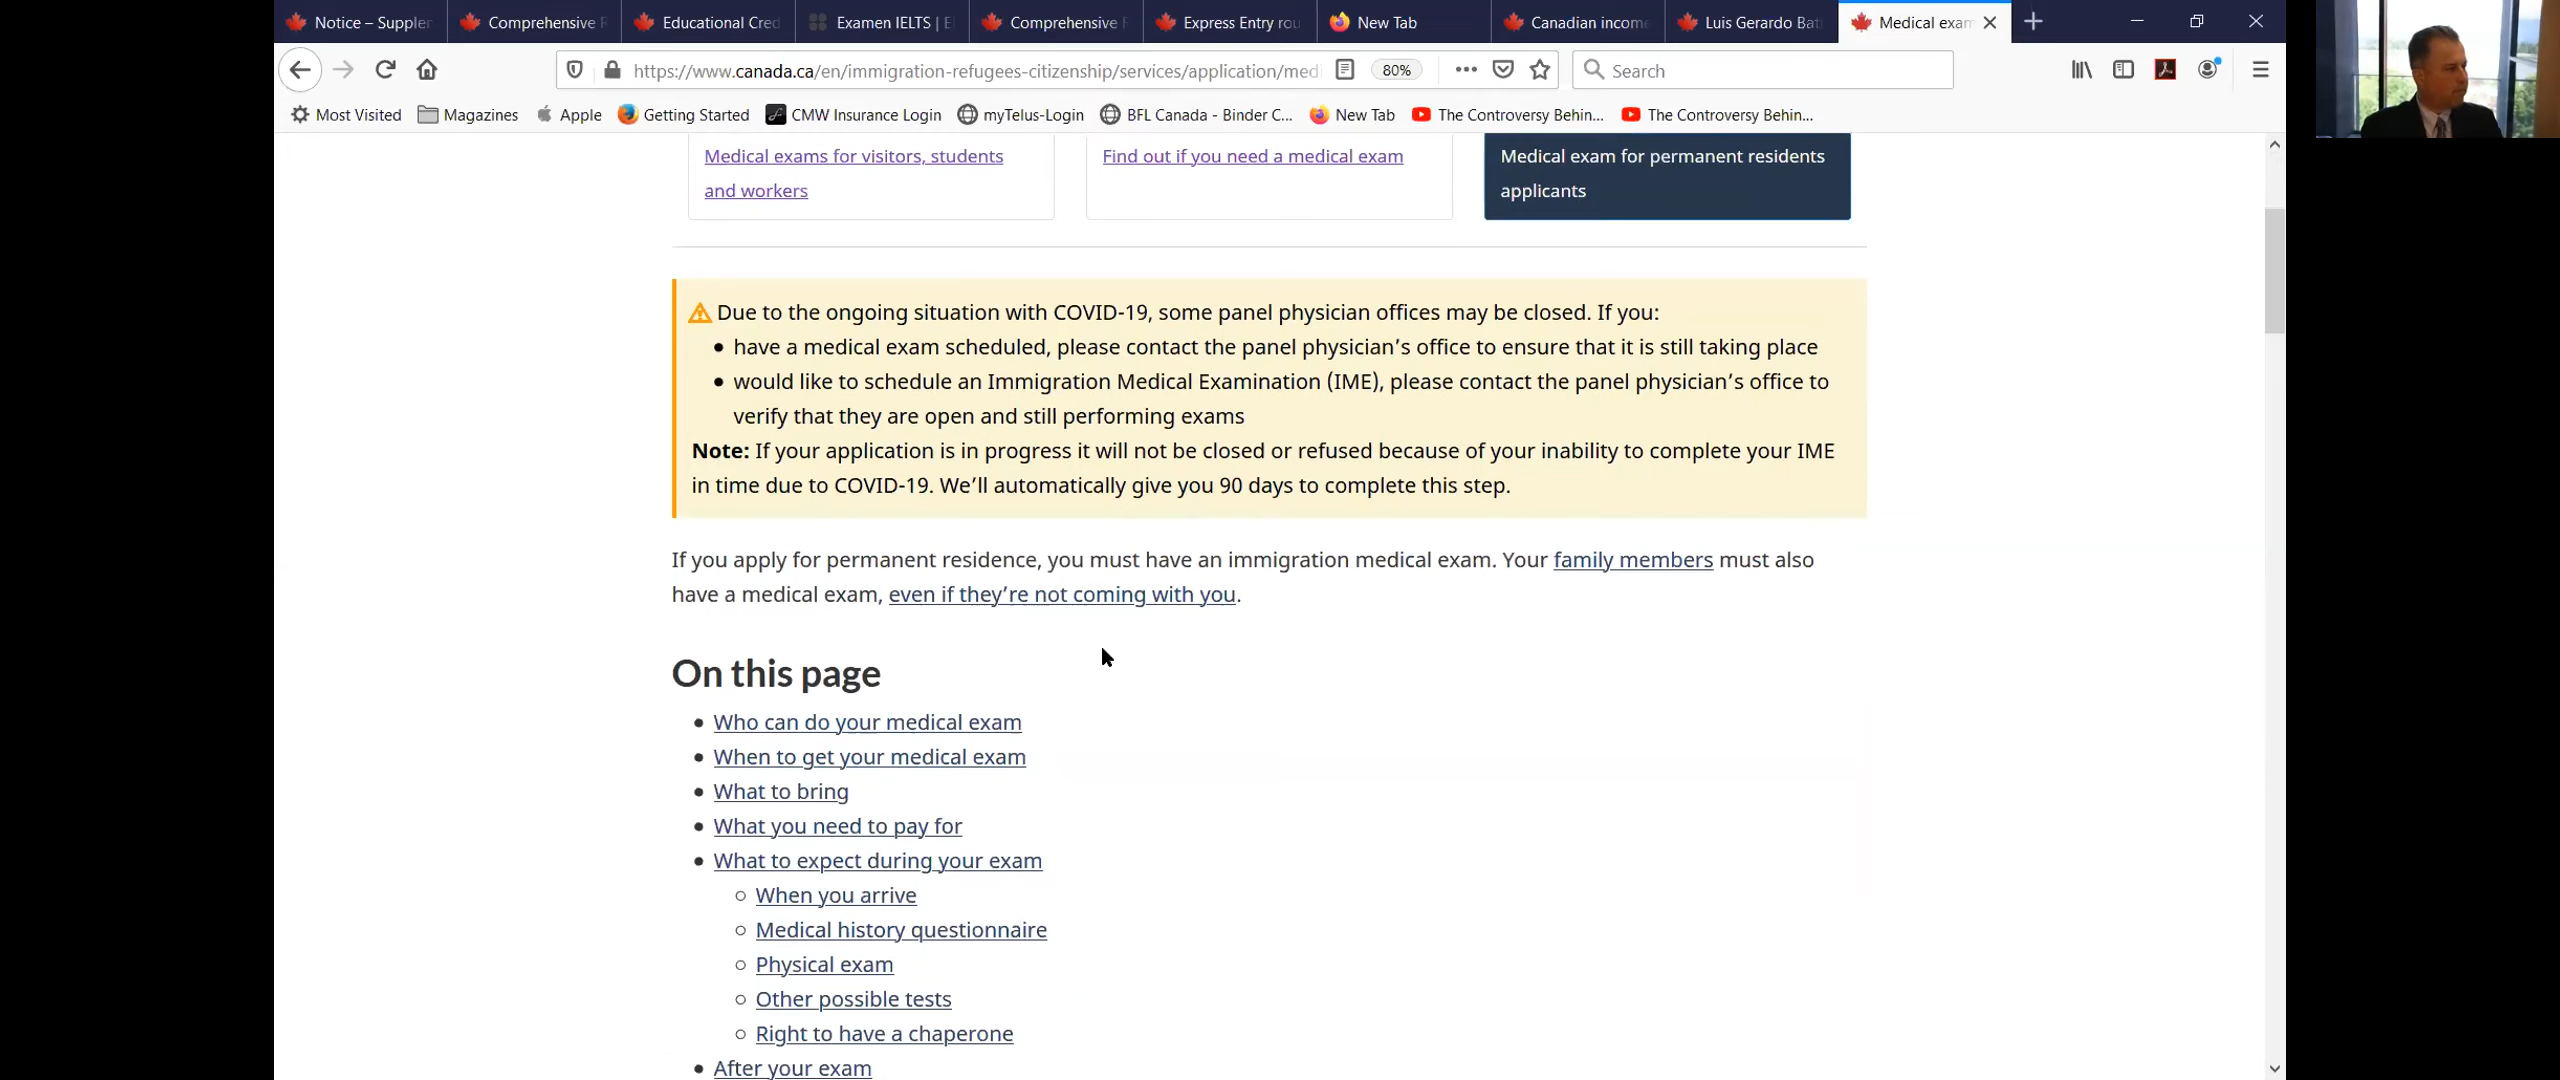 Notice – Supplen
Comprehensive R
Educational Cred
Examen IELTS | E
Comprehensive F
Express Entry rou
New Tab
Canadian income
Luis Gerardo Bat
Medical exam
https://www.canada.ca/en/immigration-refugees-citizenship/services/application/medi
80%
Search
Most Visited
Magazines
Apple
Getting Started
CMW Insurance Login
myTelus-Login
BFL Canada - Binder C...
New Tab
The Controversy Behin...
The Controversy Behin...
Medical exams for visitors, students
and workers
Find out if you need a medical exam
Medical exam for permanent residents
applicants
Due to the ongoing situation with COVID-19, some panel physician offices may be closed. If you:
have a medical exam scheduled, please contact the panel physician’s office to ensure that it is still taking place
would like to schedule an Immigration Medical Examination (IME), please contact the panel physician’s office to
verify that they are open and still performing exams
Note: If your application is in progress it will not be closed or refused because of your inability to complete your IME
in time due to COVID-19. We’ll automatically give you 90 days to complete this step.
If you apply for permanent residence, you must have an immigration medical exam. Your family members must also
have a medical exam, even if they’re not coming with you.
On this page
Who can do your medical exam
When to get your medical exam
What to bring
What you need to pay for
What to expect during your exam
When you arrive
Medical history questionnaire
Physical exam
Other possible tests
Right to have a chaperone
After your exam